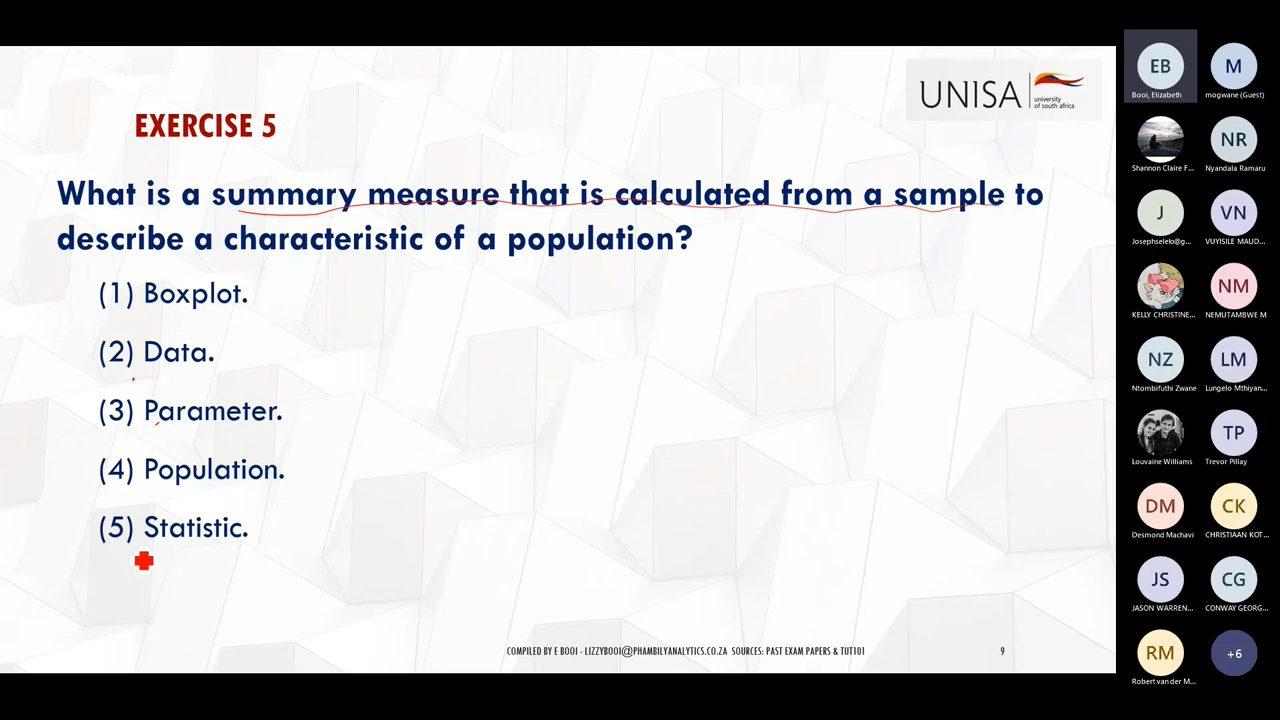 UNISA
university
of south africa
EXERCISE 5
What is a summary measure that is calculated from a sample to
describe a characteristic of a population?
(1) Boxplot.
(2) Data.
(3) Parameter.
(4) Population.
(5) Statistic.
COMPILED BY E BOOI - LIZZYBOOI@PHAMBILYANALYTICS.CO.ZA SOURCES: PAST EXAM PAPERS & TUT101
9
EB
Booi, Elizabeth
M
mogwane (Guest)
Shannon Claire F...
NR
Nyandala Ramaru
J
Josephselelo@g...
VN
VUYISILE MAUD...
KELLY CHRISTINE...
NM
NEMUTAMBWE M
NZ
Ntombifuthi Zwane
LM
Lungelo Mthiyan...
Louvaine Williams
TP
Trevor Pillay
DM
Desmond Machavi
CK
CHRISTIAAN KOT...
JS
JASON WARREN...
CG
CONWAY GEORG...
RM
Robert van der M...
+6